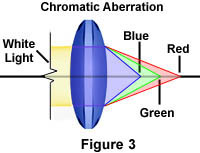 Chromatic Aberration
White
Light
Blue
Red
Green
Figure 3